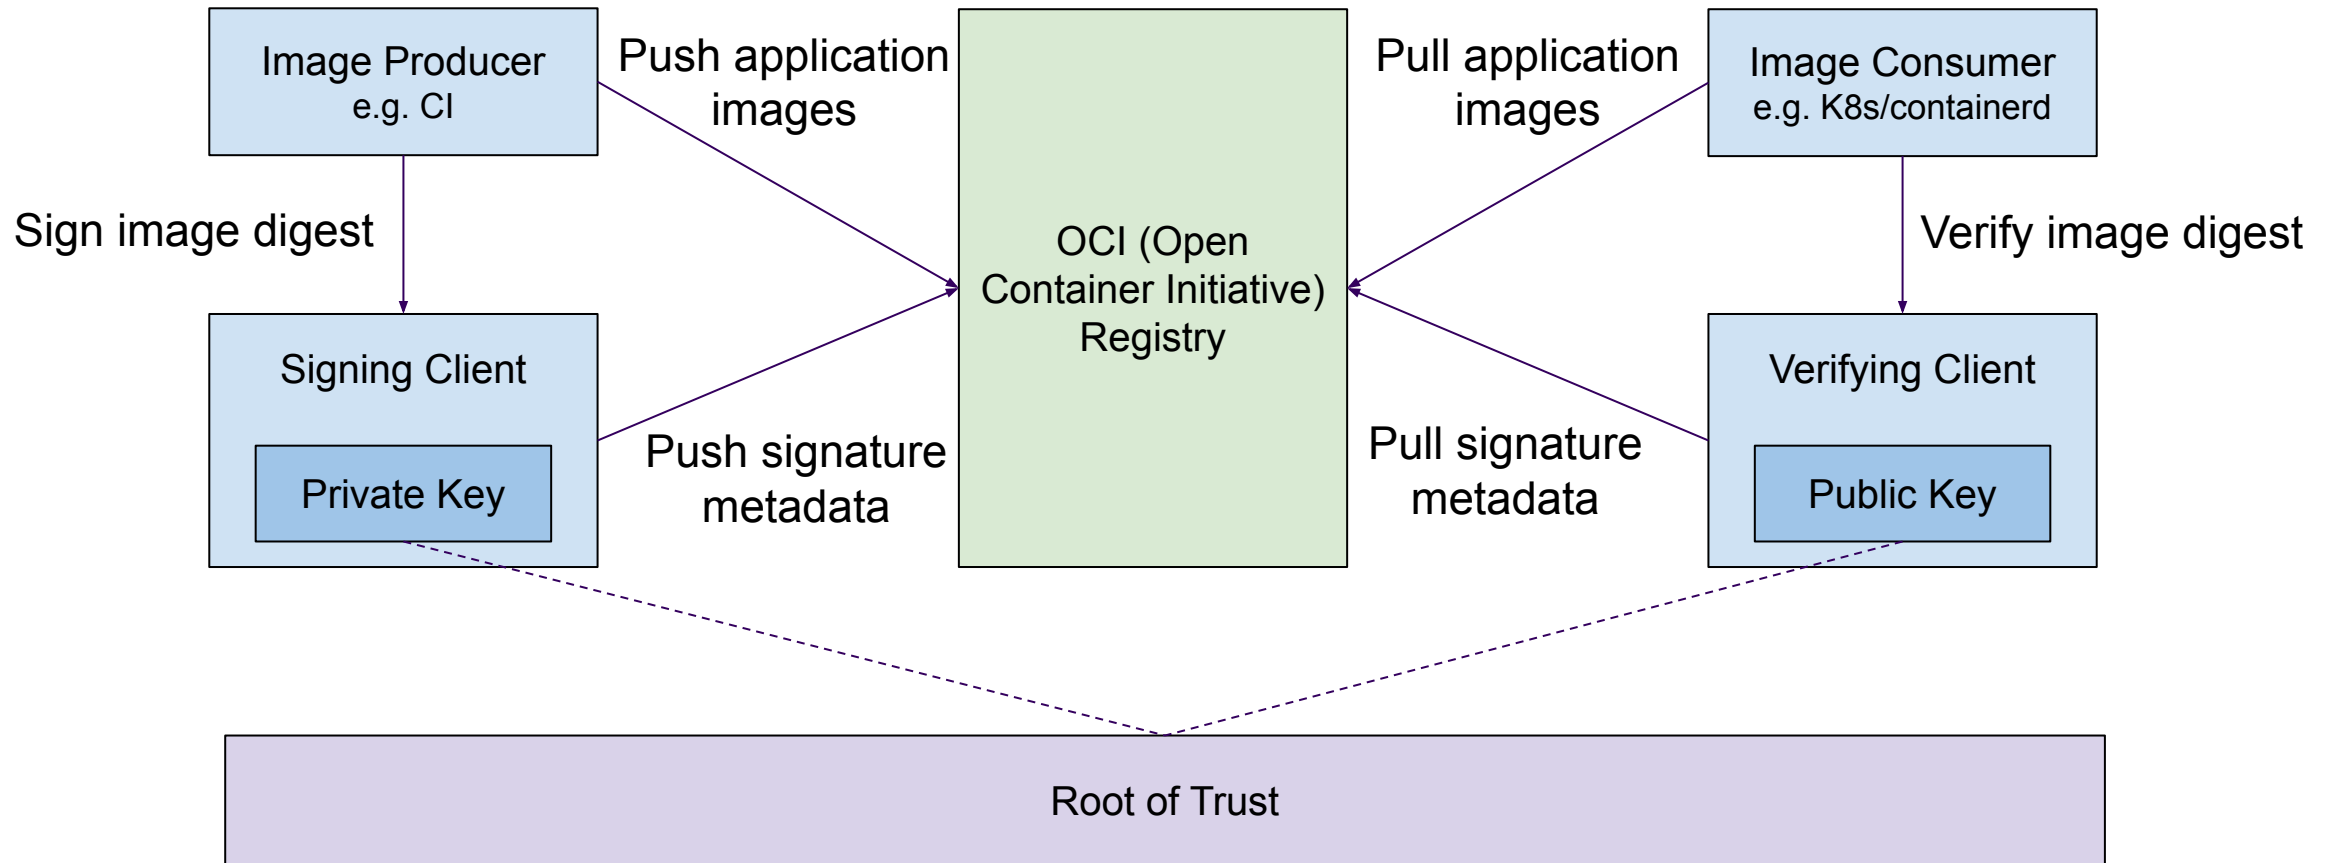 Image Producer
e.g. CI
Push application
images
Pull application
images
Image Consumer
e.g. K8s/containerd
Sign image digest
OCI (Open
Container Initiative)
Registry
Verify image digest
Signing Client
Private Key
Push signature
metadata
Pull signature
metadata
Verifying Client
Public Key
Root of Trust